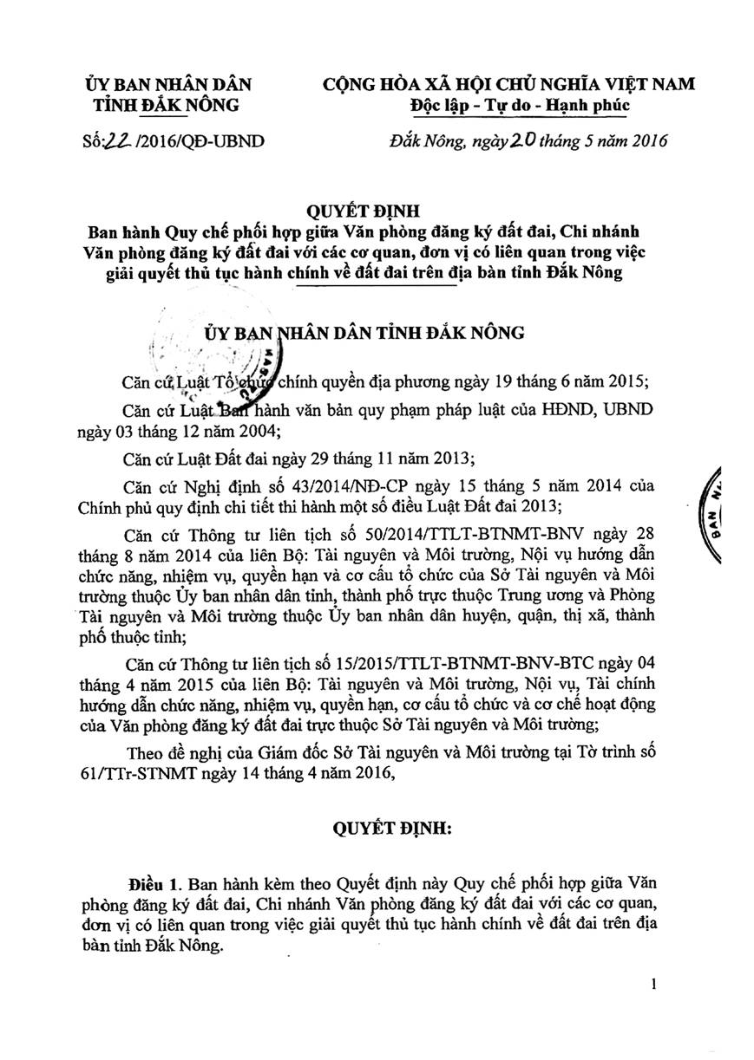 ỦY BAN NHÂN DÂN
TỈNH ĐẮK NÔNG
CỘNG HÒA XÃ HỘI CHỦ NGHĨA VIỆT NAM
Độc lập - Tự do - Hạnh phúc
Số:22 /2016/QĐ-UBND
Đắk Nông, ngày 20 tháng 5 năm 2016
QUYẾT ĐỊNH
Ban hành Quy chế phối hợp giữa Văn phòng đăng ký đất đai, Chi nhánh
Văn phòng đăng ký đất đai với các cơ quan, đơn vị có liên quan trong việc
giải quyết thủ tục hành chính về đất đai trên địa bàn tỉnh Đắk Nông
ỦY BAN NHÂN DÂN TỈNH ĐẮK NÔNG
Căn cứ Luật Tổ chức chính quyền địa phương ngày 19 tháng 6 năm 2015;
Căn cứ Luật Ban hành văn bản quy phạm pháp luật của HĐND, UBND
ngày 03 tháng 12 năm 2004;
Căn cứ Luật Đất đai ngày 29 tháng 11 năm 2013;
Căn cứ Nghị định số 43/2014/NĐ-CP ngày 15 tháng 5 năm 2014 của
Chính phủ quy định chi tiết thi hành một số điều Luật Đất đai 2013;
Căn cứ Thông tư liên tịch số 50/2014/TTLT-BTNMT-BNV ngày 28
tháng 8 năm 2014 của liên Bộ: Tài nguyên và Môi trường, Nội vụ hướng dẫn
chức năng, nhiệm vụ, quyền hạn và cơ cấu tổ chức của Sở Tài nguyên và Môi
trường thuộc Ủy ban nhân dân tỉnh, thành phố trực thuộc Trung ương và Phòng
Tài nguyên và Môi trường thuộc Ủy ban nhân dân huyện, quận, thị xã, thành
phố thuộc tỉnh;
Căn cứ Thông tư liên tịch số 15/2015/TTLT-BTNMT-BNV-BTC ngày 04
tháng 4 năm 2015 của liên Bộ: Tài nguyên và Môi trường, Nội vụ, Tài chính
hướng dẫn chức năng, nhiệm vụ, quyền hạn, cơ cấu tổ chức và cơ chế hoạt động
của Văn phòng đăng ký đất đai trực thuộc Sở Tài nguyên và Môi trường;
Theo đề nghị của Giám đốc Sở Tài nguyên và Môi trường tại Tờ trình số
61/TTr-STNMT ngày 14 tháng 4 năm 2016,
QUYẾT ĐỊNH:
Điều 1. Ban hành kèm theo Quyết định này Quy chế phối hợp giữa Văn
phòng đăng ký đất đai, Chi nhánh Văn phòng đăng ký đất đai với các cơ quan,
đơn vị có liên quan trong việc giải quyết thủ tục hành chính về đất đai trên địa
bàn tỉnh Đắk Nông.
BAN
1